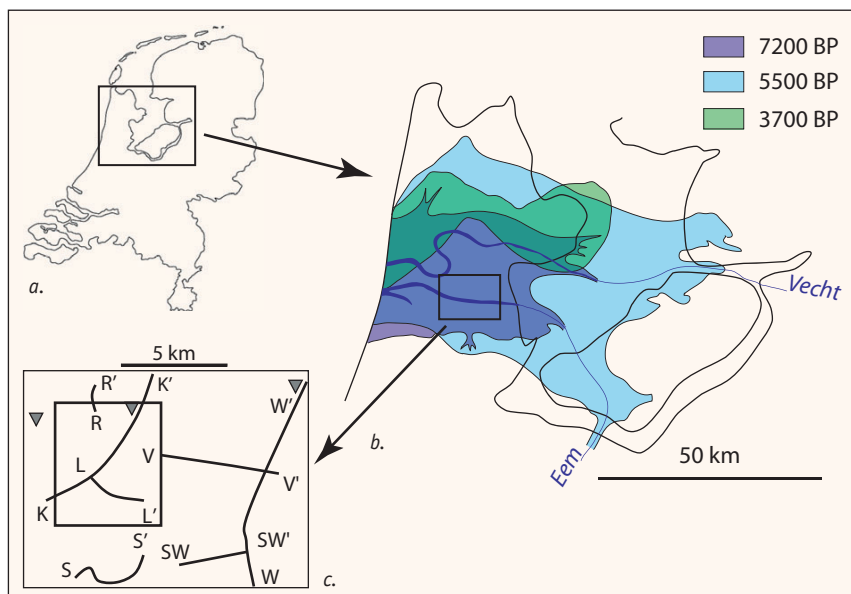 7200 BP
5500 BP
3700 BP
a.
Vecht
Eem
b.
50 km
5 km
R'
K'
W'
R
L
V
K
L'
V'
S'
SW
SW'
S
W
c.